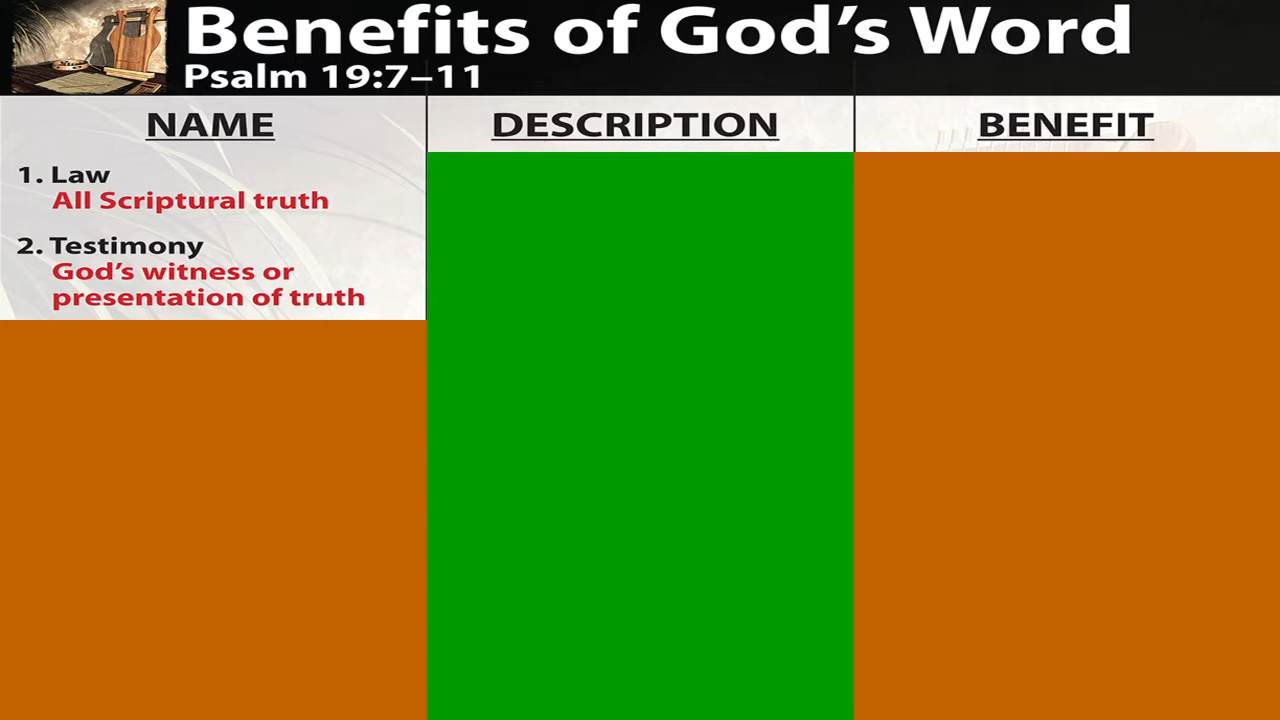 Benefits of God’s Word
Psalm 19:7–11
NAME
DESCRIPTION
BENEFIT
1. Law
All Scriptural truth
2. Testimony
God’s witness or
presentation of truth